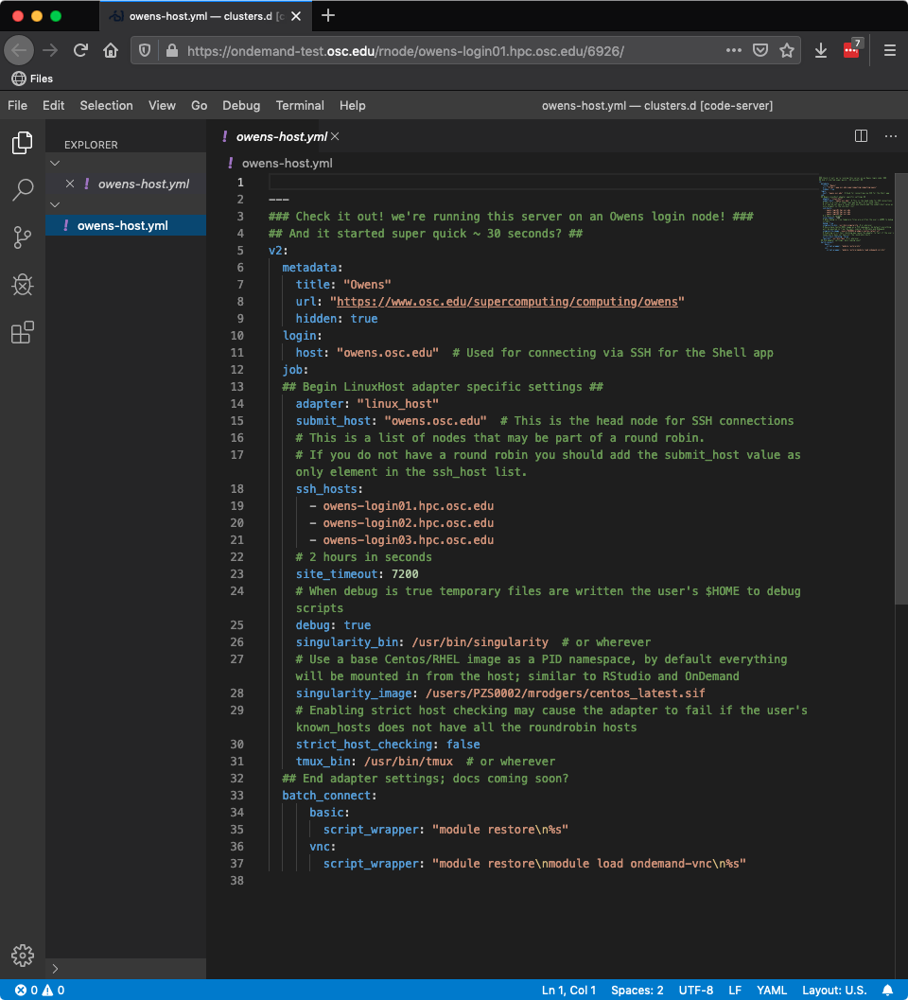 owens-host.yml — clusters.d [c
https://ondemand-test.osc.edu/rnode/owens-login01.hpc.osc.edu/6926/
7
Files
File Edit Selection View Go Debug Terminal Help
owens-host.yml — clusters.d [code-server]
EXPLORER
owens-host.yml
owens-host.yml
! owens-host.yml
! owens-host.yml
1
2 ---
3 ### Check it out! we're running this server on an Owens login node! ###
4 ## And it started super quick ~ 30 seconds? ##
5 v2:
6 metadata:
7 title: "Owens"
8 url: "https://www.osc.edu/supercomputing/computing/owens"
9 hidden: true
10 login:
11 host: "owens.osc.edu" # Used for connecting via SSH for the Shell app
12 job:
13 ## Begin LinuxHost adapter specific settings ##
14 adapter: "linux_host"
15 submit_host: "owens.osc.edu" # This is the head node for SSH connections
16 # This is a list of nodes that may be part of a round robin.
17 # If you do not have a round robin you should add the submit_host value as
only element in the ssh_host list.
18 ssh_hosts:
19 - owens-login01.hpc.osc.edu
20 - owens-login02.hpc.osc.edu
21 - owens-login03.hpc.osc.edu
22 # 2 hours in seconds
23 site_timeout: 7200
24 # When debug is true temporary files are written the user's $HOME to debug
scripts
25 debug: true
26 singularity_bin: /usr/bin/singularity # or wherever
27 # Use a base Centos/RHEL image as a PID namespace, by default everything
will be mounted in from the host; similar to RStudio and OnDemand
28 singularity_image: /users/PZS0002/mrodgers/centos_latest.sif
29 # Enabling strict host checking may cause the adapter to fail if the user's
known_hosts does not have all the roundrobin hosts
30 strict_host_checking: false
31 tmux_bin: /usr/bin/tmux # or wherever
32 ## End adapter settings; docs coming soon?
33 batch_connect:
34 basic:
35 script_wrapper: "module restore\n%s"
36 vnc:
37 script_wrapper: "module restore\nmodule load ondemand-vnc\n%s"
38
0 0 Ln 1, Col 1 Spaces: 2 UTF-8 LF YAML Layout: U.S.